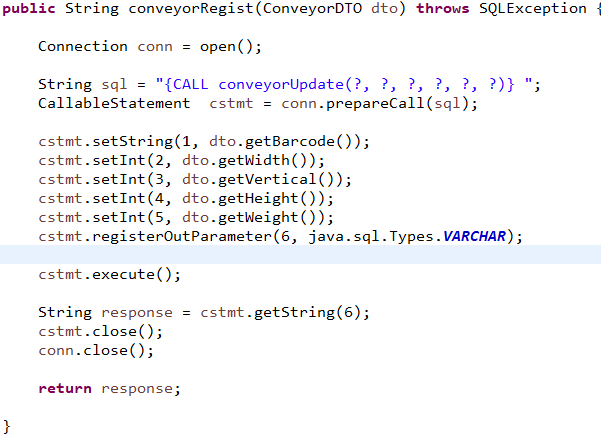 public String conveyorRegist(ConveyorDTO dto) throws SQLException {
Connection conn = open();
String sql = "{CALL conveyorUpdate(?, ?, ?, ?, ?, ?)} ";
CallableStatement  cstmt = conn.prepareCall(sql);
cstmt.setString(1, dto.getBarcode());
cstmt.setInt(2, dto.getWidth());
cstmt.setInt(3, dto.getVertical());
cstmt.setInt(4, dto.getHeight());
cstmt.setInt(5, dto.getWeight());
cstmt.registerOutParameter(6, java.sql.Types.VARCHAR);
cstmt.execute();
String response = cstmt.getString(6);
cstmt.close();
conn.close();
return response;
}